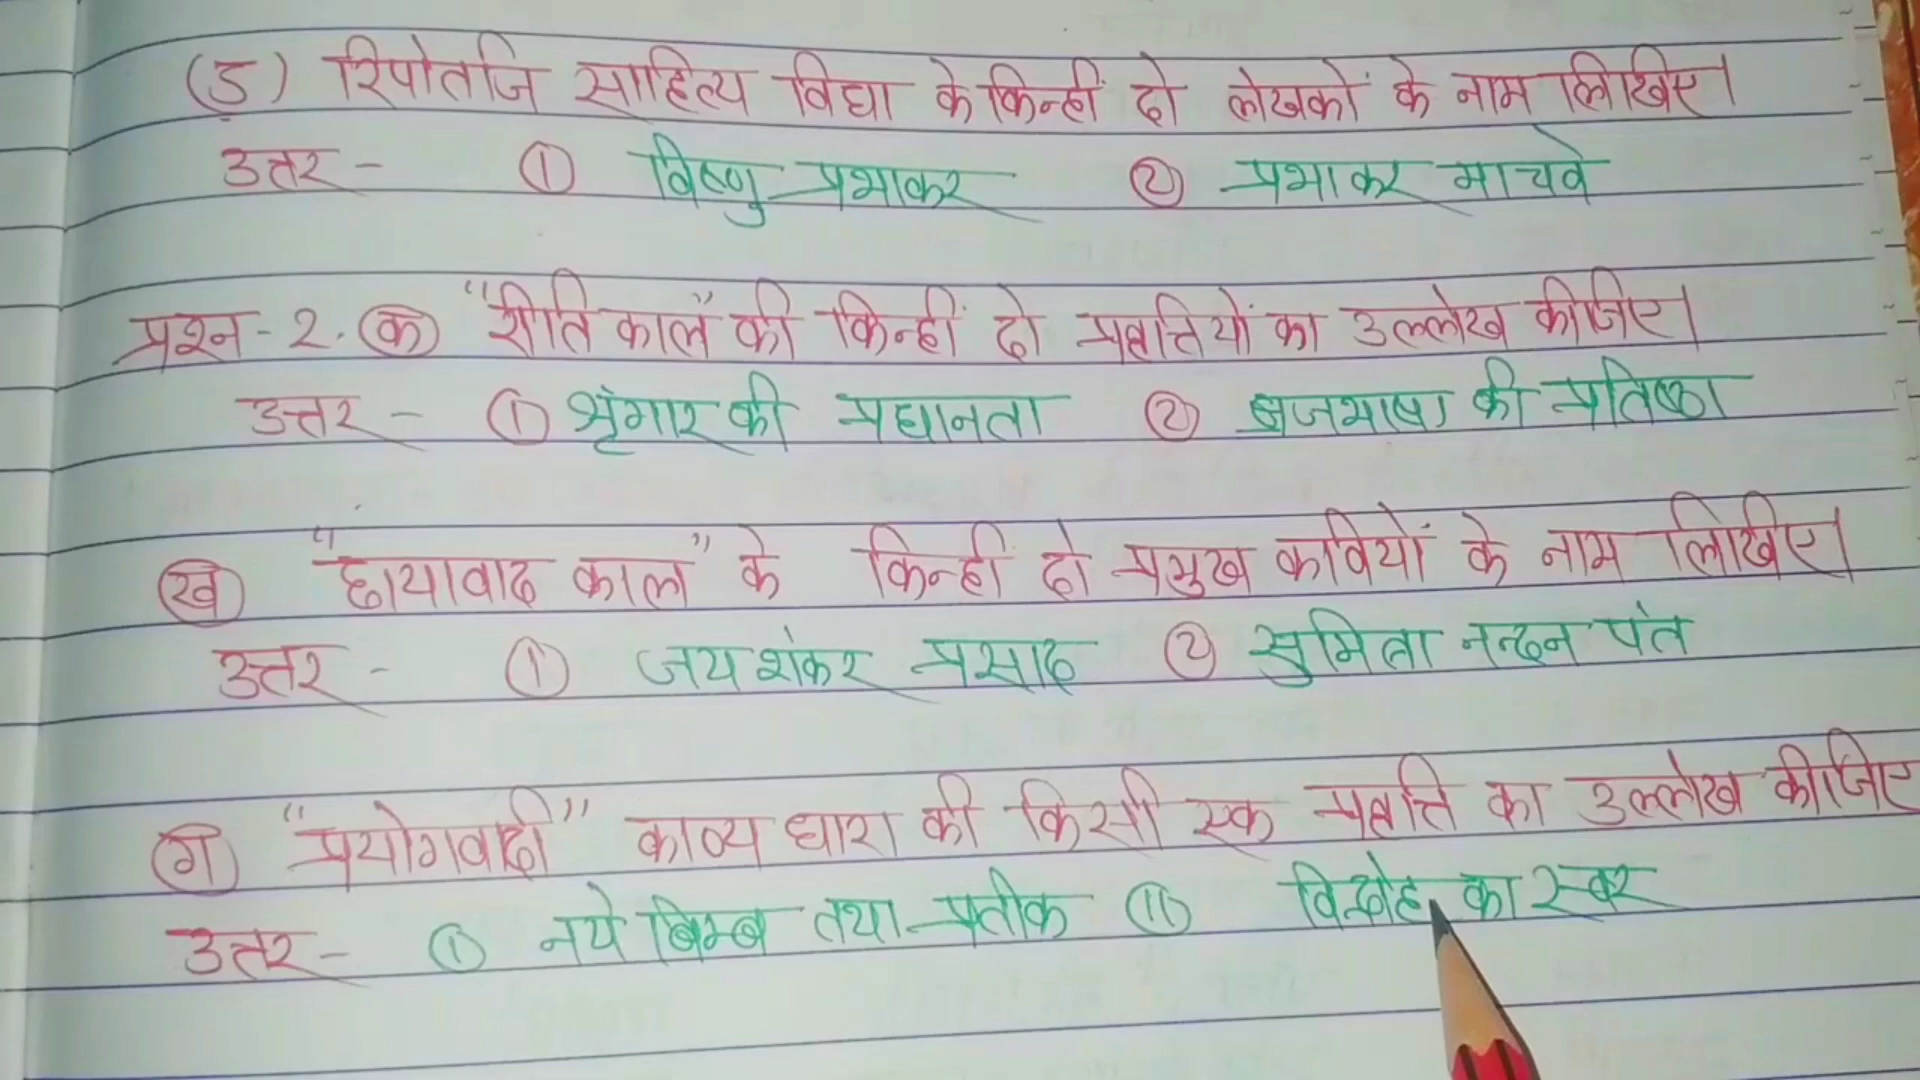 (ड़) रिपोतजि साहित्य विधा के किन्हीं दो लेखकों के नाम लिखिए।
उत्तर - ① विष्णु प्रभाकर ② प्रभाकर माचवे
प्रश्न - 2. (क) "रीति काल" की किन्हीं दो प्रवृत्तियों का उल्लेख कीजिए।
उत्तर - ① श्रृंगार की प्रधानता ② ब्रजभाषा की प्रतिष्ठा
(ख) "छायावाद काल" के किन्हीं दो प्रमुख कवियों के नाम लिखिए।
उत्तर - ① जय शंकर प्रसाद ② सुमित्रा नन्दन पंत
(ग) "प्रयोगवादी" काव्य धारा की किसी एक प्रवृत्ति का उल्लेख कीजिए
उत्तर - (i) नये बिम्ब तथा प्रतीक (ii) विद्रोह का स्वर